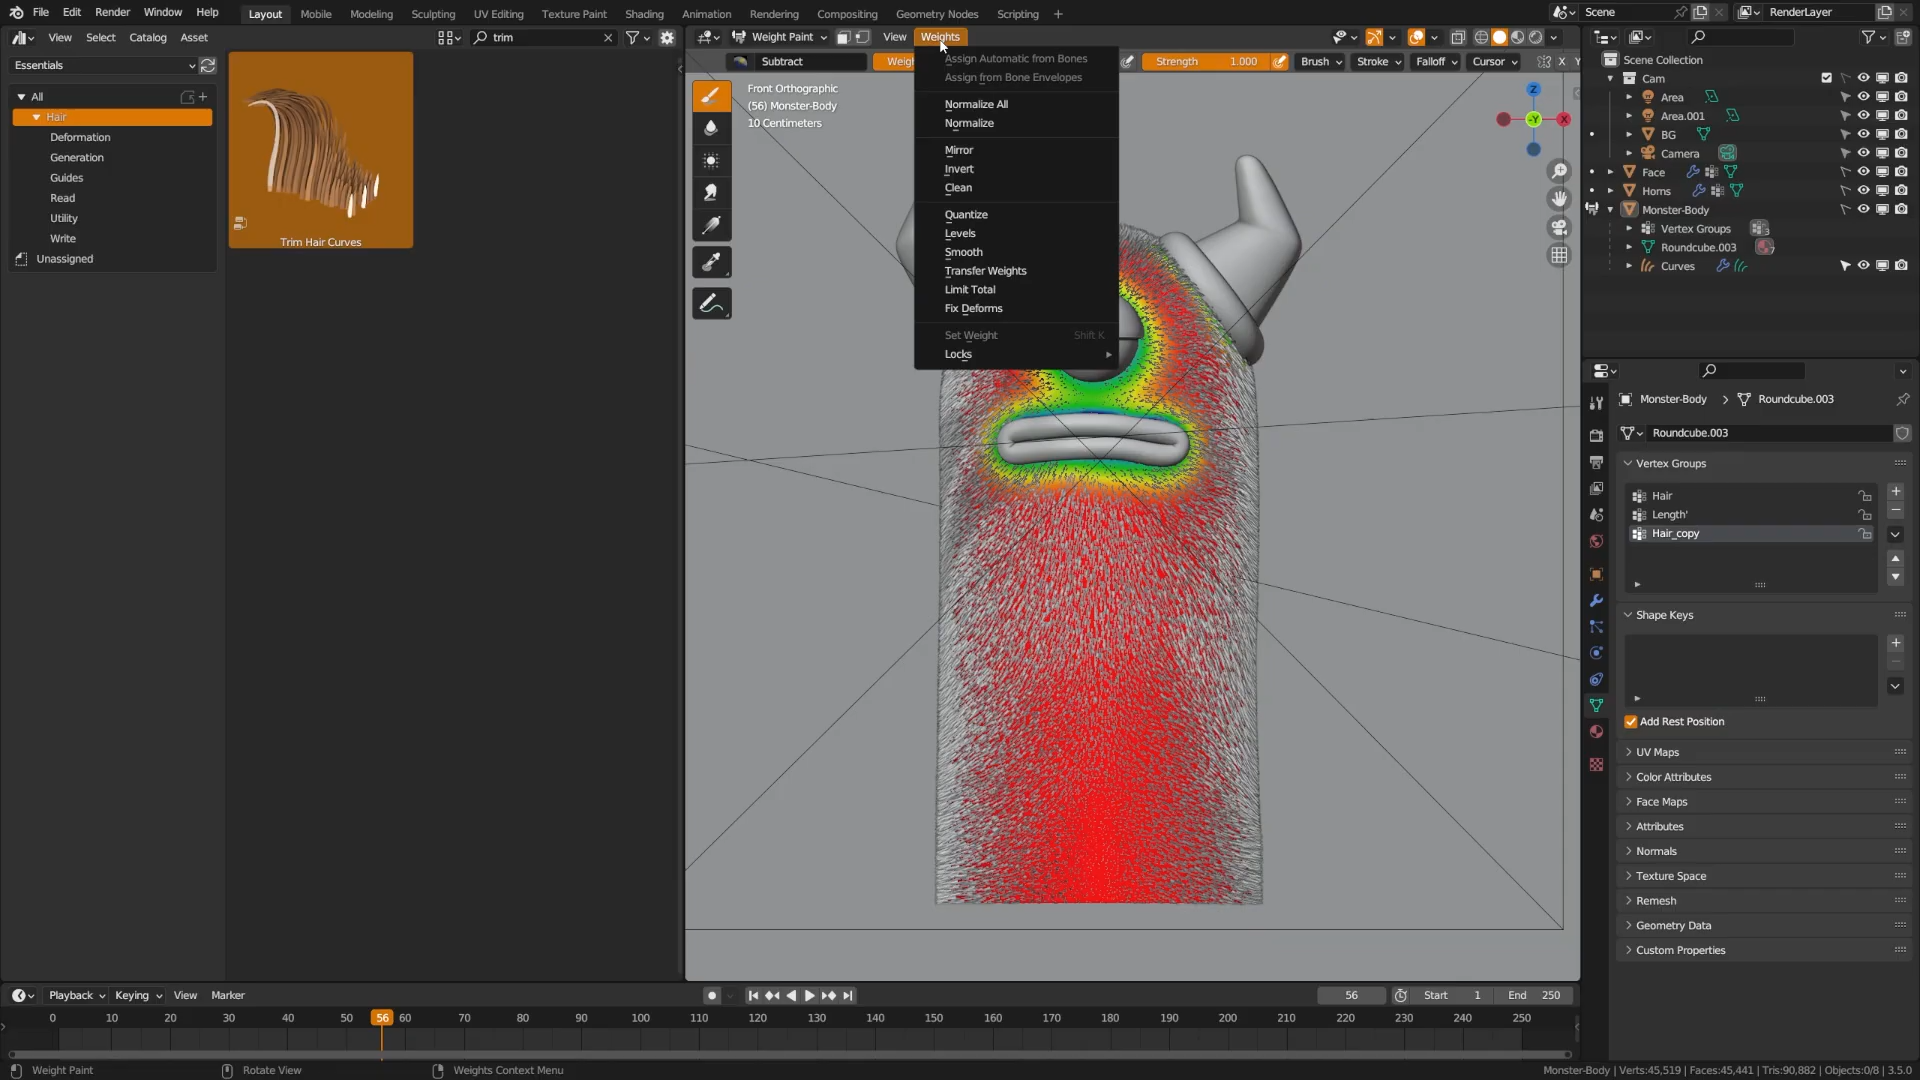 File Edit Render Window Help Layout Mobile Modeling Sculpting UV Editing Texture Paint Shading Animation Rendering Compositing Geometry Nodes Scripting + Scene RenderLayer
View Select Catalog Asset trim Weight Paint View Weights
Essentials
All
Hair
Deformation
Generation
Guides
Read
Utility
Write
Unassigned
Trim Hair Curves
Subtract Strength 1.000 Brush Stroke Falloff Cursor X Y
Front Orthographic
(56) Monster-Body
10 Centimeters
Assign Automatic from Bones
Assign from Bone Envelopes
Normalize All
Normalize
Mirror
Invert
Clean
Quantize
Levels
Smooth
Transfer Weights
Limit Total
Fix Deforms
Set Weight Shift K
Locks
Z
-Y
X
Scene Collection
Cam
Area
Area.001
BG
Camera
Face
Horns
Monster-Body
Vertex Groups 3
Roundcube.003 7
Curves
Monster-Body Roundcube.003
Roundcube.003
Vertex Groups
Hair
Length'
Hair_copy
Shape Keys
Add Rest Position
UV Maps
Color Attributes
Face Maps
Attributes
Normals
Texture Space
Remesh
Geometry Data
Custom Properties
Playback Keying View Marker 56 Start 1 End 250
0 10 20 30 40 50 56 60 70 80 90 100 110 120 130 140 150 160 170 180 190 200 210 220 230 240 250
Weight Paint Rotate View Weights Context Menu Monster-Body | Verts:45,519 | Faces:45,441 | Tris:90,882 | Objects:0/8 | 3.5.0